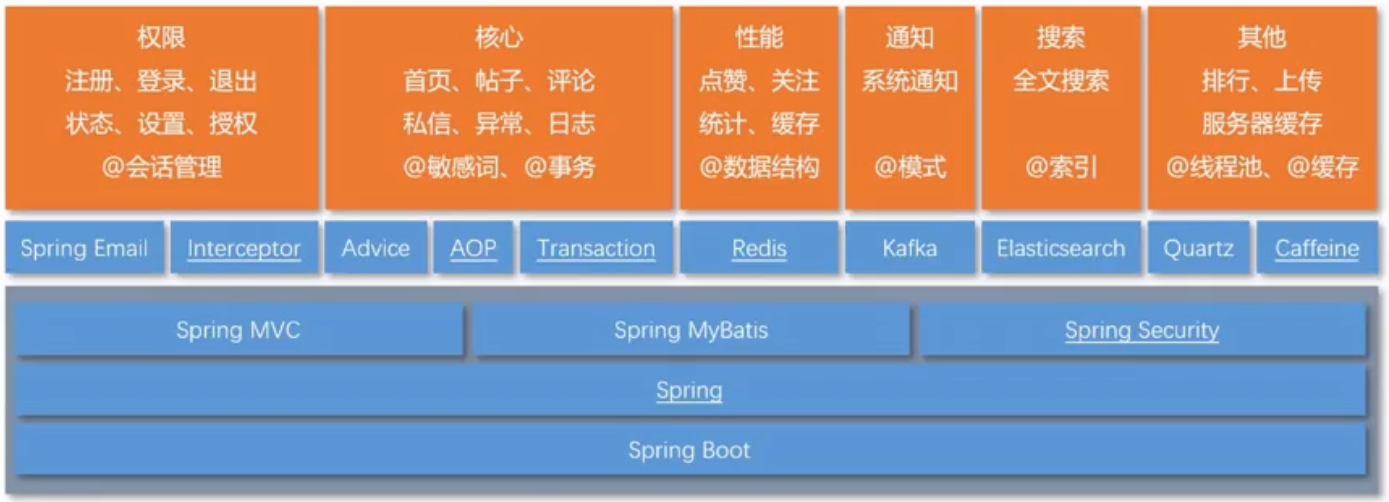 权限
注册、登录、退出
状态、设置、授权
@会话管理
核心
首页、帖子、评论
私信、异常、日志
@敏感词、@事务
性能
点赞、关注
统计、缓存
@数据结构
通知
系统通知
@模式
搜索
全文搜索
@索引
其他
排行、上传
服务器缓存
@线程池、@缓存
Spring Email
Interceptor
Advice
AOP
Transaction
Redis
Kafka
Elasticsearch
Quartz
Caffeine
Spring MVC
Spring MyBatis
Spring Security
Spring
Spring Boot